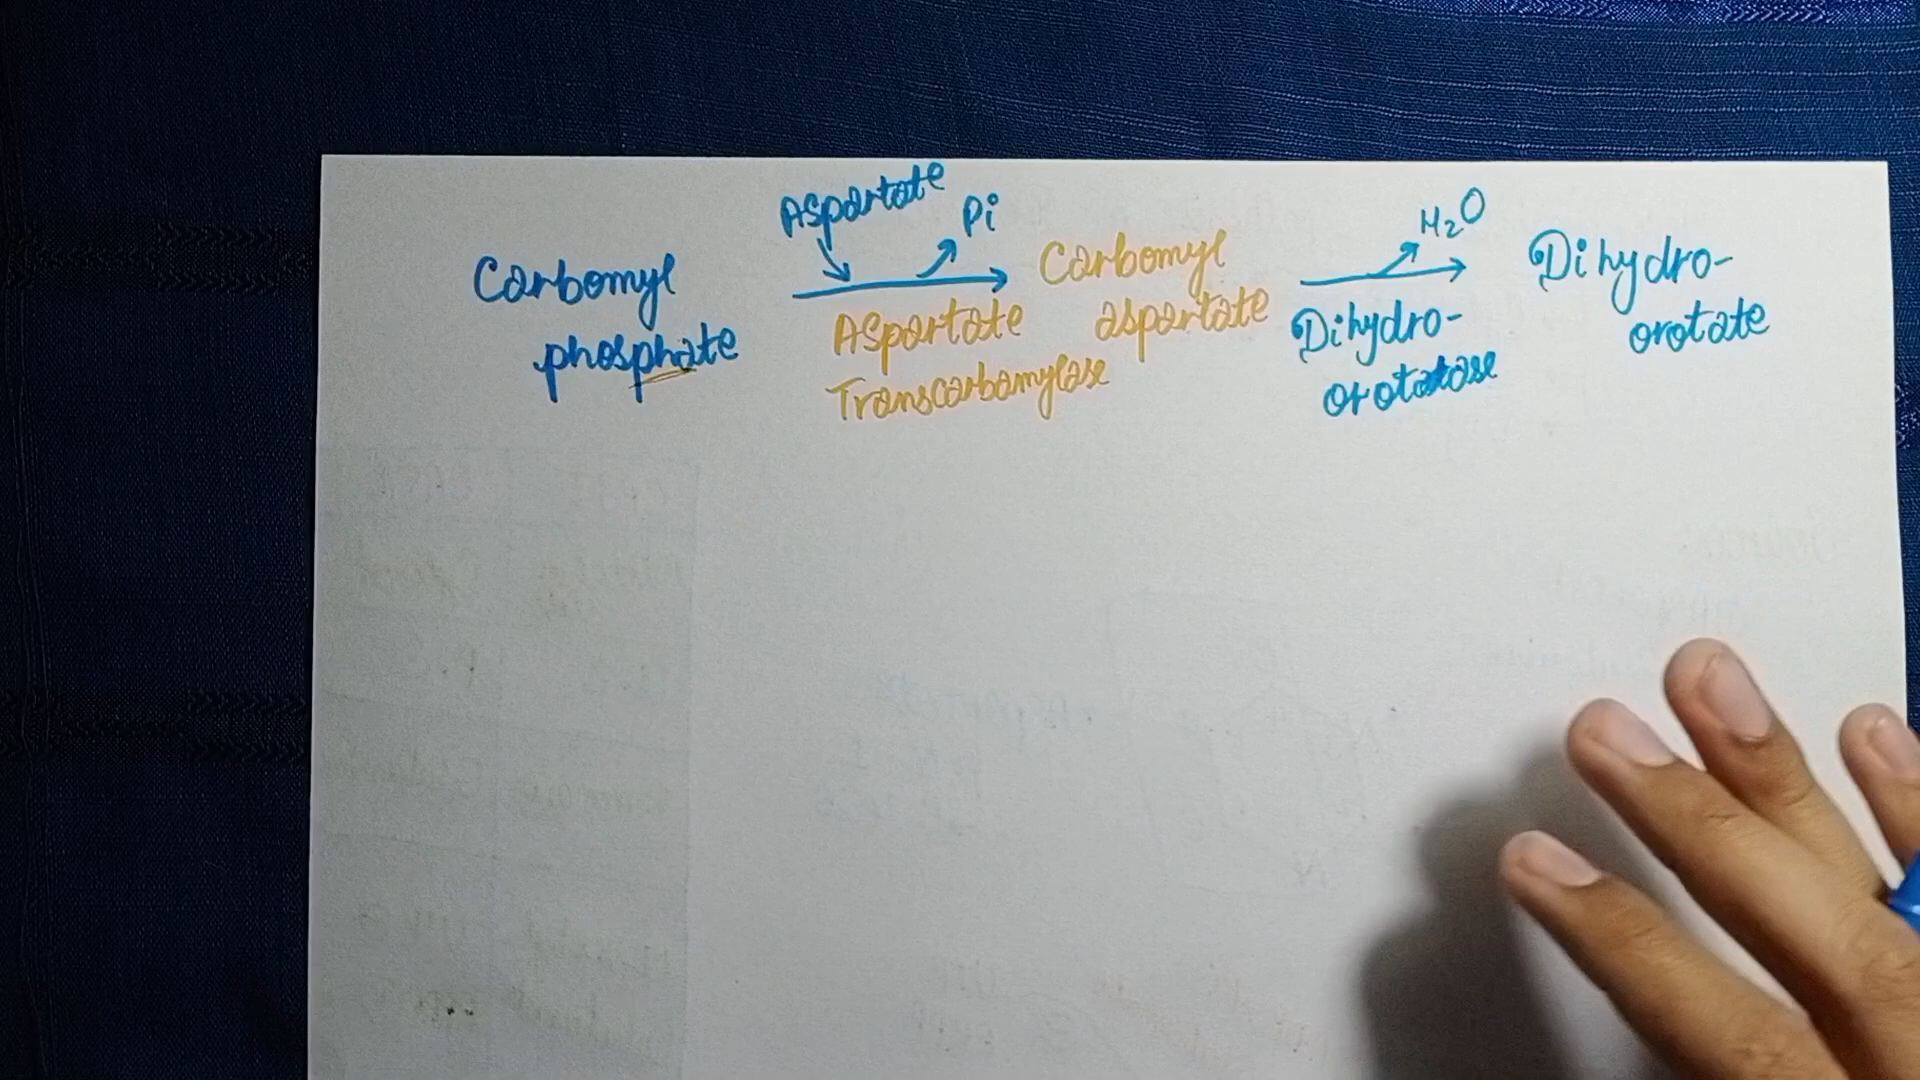 Aspartate
Pi
H2O
Carbomyl
phosphate
Carbomyl
aspartate
Aspartate
Transcarbamylase
Dihydro-
orotatase
Dihydro-
orotate